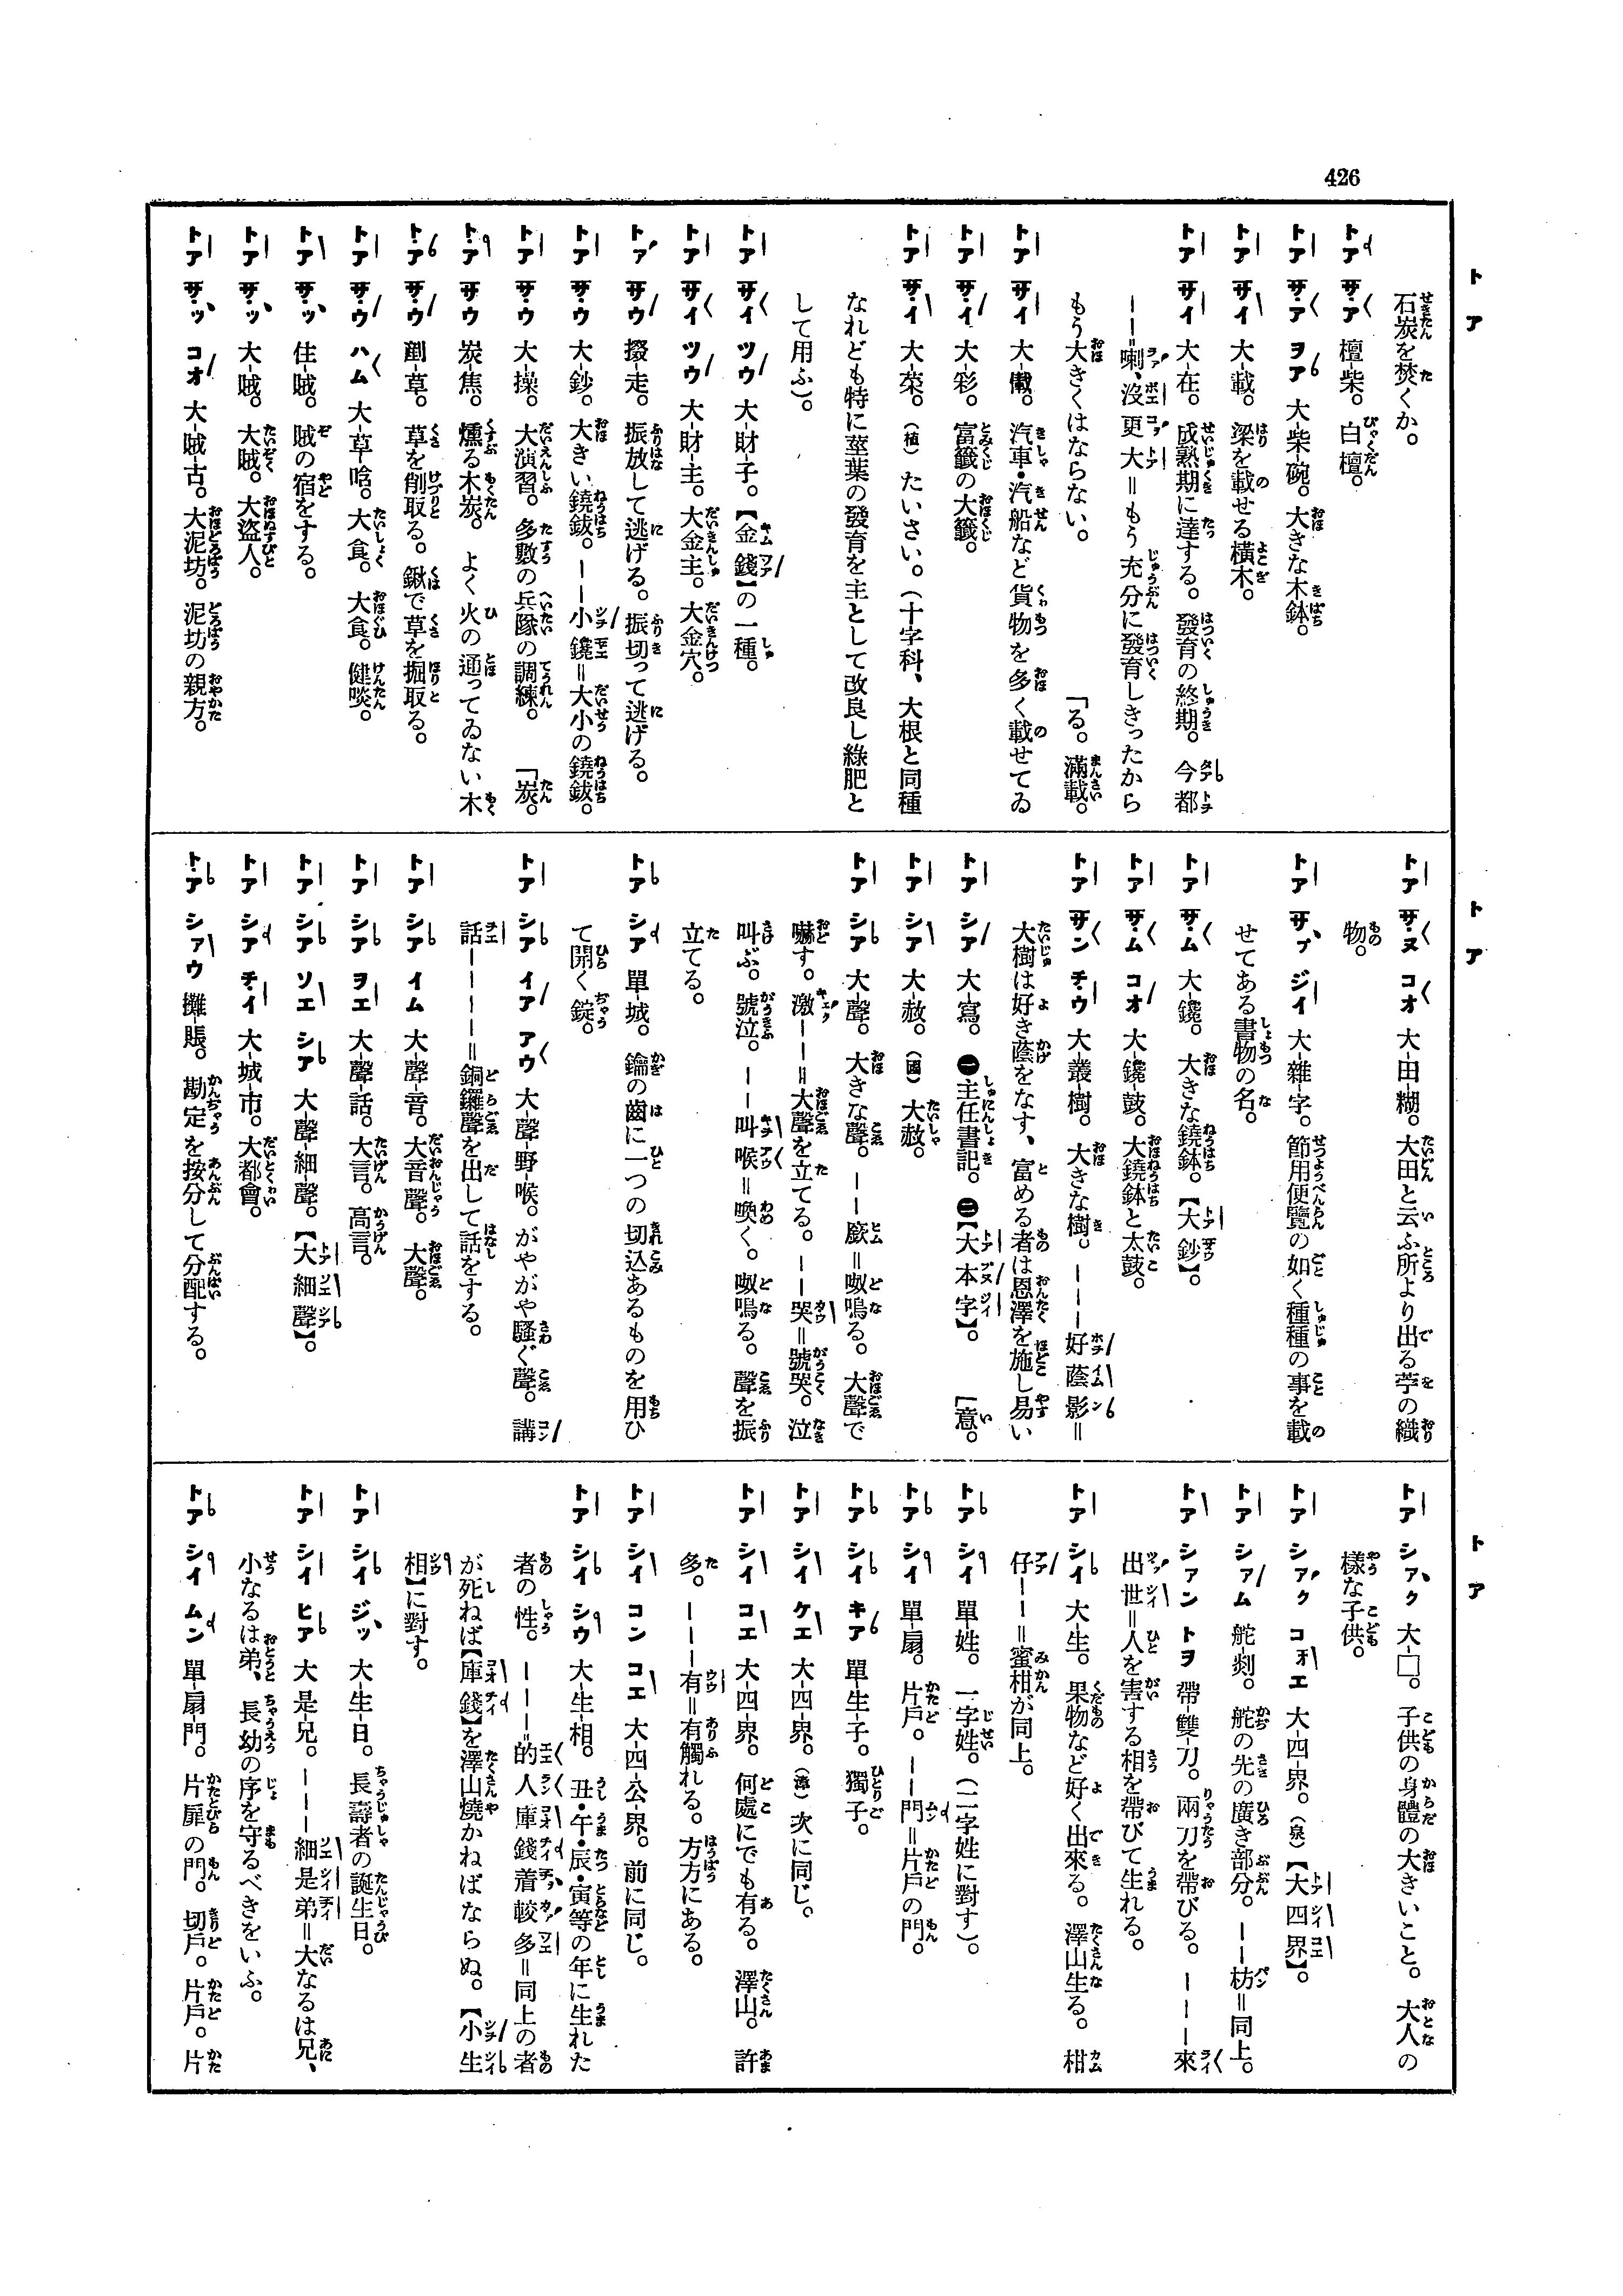 426
ト ア
石炭を焚くか。
トア サア 檀-柴。白檀。
トア サア ヲア 大-柴-碗。大きな木鉢。
トア サイ 大-載。梁を載せる横木。
トア サイ 大-在。成熟期に達する。發育の終期。今都
――=喇、沒更大=もう充分に發育しきったから
もう大きくはならない。 「る。滿載。
トア サイ 大-儎。汽車・汽船など貨物を多く載せてゐ
トア サイ 大-彩。富籤の大籤。
トア サイ 大-菜。(植)たいさい。(十字科、大根と同種
なれども特に莖葉の發育を主として改良し綠肥と
して用ふ)。
トア サイ ツウ 大-財-子。【金錢】の一種。
トア サイ ツウ 大-財-主。大金主。大金穴。
トァ サウ 掇-走。振放して逃げる。振切って逃げる。
トア サウ 大-鈔。大きい鐃鈸。――小鑱=大小の鐃鈸。
トア サウ 大-操。大演習。多數の兵隊の調練。 「炭。
トア サウ 炭-焦。燻る木炭。よく火の通ってゐない木
トア サウ 剷-草。草を削取る。鍬で草を掘取る。
トア サウ ハム 大-草-唅。大食。大食。健啖。
トア サッ 住-賊。賊の宿をする。
トア サッ 大-賊。大賊。大盜人。
トア サッ コオ 大-賊-古。大泥坊。泥坊の親方。
ト ア
トア サヌ コオ 大-田-糊。大田と云ふ所より出る苧の織
物。
トア サプ ジイ 大-雜-字。節用便覽の如く種種の事を載
せてある書物の名。
トア サム 大-鑱。大きな鐃鉢。【大鈔】。
トア サム コオ 大-鑱-鼓。大鐃鉢と太鼓。
トア サン チウ 大-叢-樹。大きな樹。―――好蔭影=
大樹は好き蔭をなす、富める者は恩澤を施し易い
トア シア 大-寫。㊀主任書記。㊁【大本字】。 「意。
トア シア 大-赦。(國)大赦。
トア シア 大-聲。大きな聲。――㢝=呶鳴る。大聲で
嚇す。激――=大聲を立てる。――哭=號哭。泣
叫ぶ。號泣。――叫喉=喚く。呶鳴る。聲を振
立てる。
トア シア 單-城。鑰の齒に一つの切込あるものを用ひ
て開く錠。
トア シア イア アウ 大-聲-野-喉。がやがや騷ぐ聲。講
話――――=銅鑼聲を出して話をする。
トア シア イム 大-聲-音。大音聲。大聲。
トア シア ヲエ 大-聲-話。大言。高言。
トア シア ソエ シア 大-聲-細-聲。【大細聲】。
トア シア チイ 大-城-市。大都會。
トア シァウ 攤-賬。勘定を按分して分配する。
ト ア
トア シァク 大-□。子供の身體の大きいこと。大人の
樣な子供。
トア シァク コオエ 大-四-界。(泉)【大四界】。
トア シァム 舵-剡。舵の先の廣き部分。――枋=同上。
トア シァン トヲ 帶-雙-刀。兩刀を帶びる。―――來
出世=人を害する相を帶びて生れる。
トア シイ 大-生。果物など好く出來る。澤山生る。柑
仔――=蜜柑が同上。
トア シイ 單-姓。一字姓。(二字姓に對す)。
トア シイ 單-扇。片戶。――門=片戶の門。
トア シイ キア 單-生-子。獨子。
トア シイ ケエ 大-四-界。(漳)次に同じ。
トア シイ コエ 大-四-界。何處にでも有る。澤山。許
多。―――有=有觸れる。方方にある。
トア シイ コン コエ 大-四-公-界。前に同じ。
トア シイ シウ 大-生-相。丑・午・辰・寅等の年に生れた
者の性。―――的人庫錢着較多=同上の者
が死ねば【庫錢】を澤山燒かねばならぬ。【小生
相】に對す。
トア シイ ジッ 大-生-日。長壽者の誕生日。
トア シイ ヒア 大-是-兄。―――細是弟=大なるは兄、
小なるは弟、長幼の序を守るべきをいふ。
トア シイ ムン 單-扇-門。片扉の門。切戶。片戶。片